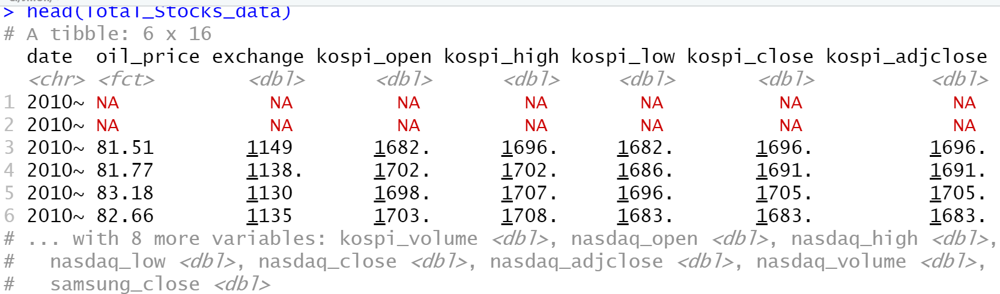 > head(Total_Stocks_data)
# A tibble: 6 x 16
date oil_price exchange kospi_open kospi_high kospi_low kospi_close kospi_adjclose
<chr> <fct> <dbl> <dbl> <dbl> <dbl> <dbl> <dbl>
1 2010~ NA NA NA NA NA NA NA
2 2010~ NA NA NA NA NA NA NA
3 2010~ 81.51 1149 1682. 1696. 1682. 1696. 1696.
4 2010~ 81.77 1138. 1702. 1702. 1686. 1691. 1691.
5 2010~ 83.18 1130 1698. 1707. 1696. 1705. 1705.
6 2010~ 82.66 1135 1703. 1708. 1683. 1683. 1683.
# ... with 8 more variables: kospi_volume <dbl>, nasdaq_open <dbl>, nasdaq_high <dbl>,
# nasdaq_low <dbl>, nasdaq_close <dbl>, nasdaq_adjclose <dbl>, nasdaq_volume <dbl>,
# samsung_close <dbl>